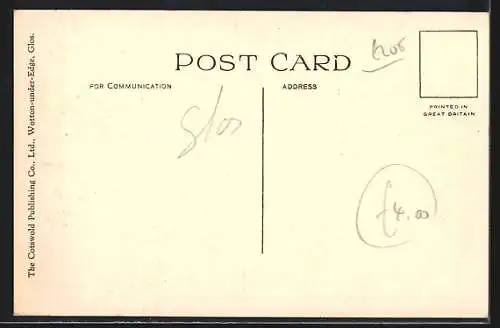 The Cotswold Publishing Co., Ltd., Wotton-under-Edge, Glos.
POST CARD
FOR COMMUNICATION
ADDRESS
PRINTED IN
GREAT BRITAIN
Glos
£4.00